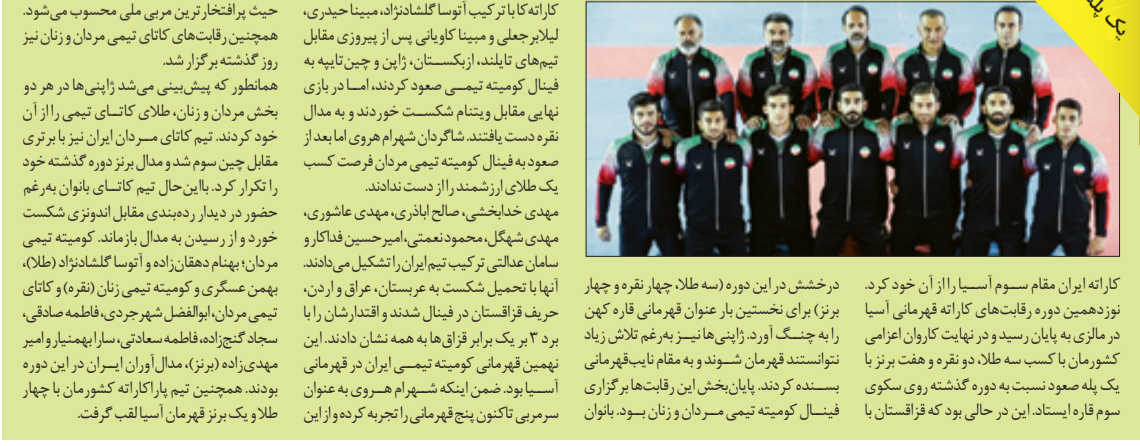 یک پله
کاراته ایران مقام سوم آسیا را از آن خود کرد.
نوزدهمین دوره رقابت‌های کاراته قهرمانی آسیا
در مالزی به پایان رسید و در نهایت کاروان اعزامی
کشورمان با کسب سه طلا، دو نقره و هفت برنز با
یک پله صعود نسبت به دوره گذشته روی سکوی
سوم قاره ایستاد. این در حالی بود که قزاقستان با
درخشش در این دوره (سه طلا، چهار نقره و چهار
برنز) برای نخستین بار عنوان قهرمانی قاره کهن
را به چنگ آورد. ژاپنی‌ها نیز به‌رغم تلاش زیاد
نتوانستند قهرمان شوند و به مقام نایب‌قهرمانی
بسنده کردند. پایان‌بخش این رقابت‌ها برگزاری
فینال کومیته تیمی مردان و زنان بود. بانوان
کاراته‌کا با ترکیب آتوسا گلشادنژاد، مبینا حیدری،
لیلا برجعلی و مبینا کاویانی پس از پیروزی مقابل
تیم‌های تایلند، ازبکستان، ژاپن و چین‌تایپه به
فینال کومیته تیمی صعود کردند، اما در بازی
نهایی مقابل ویتنام شکست خوردند و به مدال
نقره دست یافتند. شاگردان شهرام هروی اما بعد از
صعود به فینال کومیته تیمی مردان فرصت کسب
یک طلای ارزشمند را از دست ندادند.
مهدی خدابخشی، صالح اباذری، مهدی عاشوری،
مهدی شهگل، محمود نعمتی، امیرحسین فداکار و
سامان عدالتی ترکیب تیم ایران را تشکیل می‌دادند.
آنها با تحمیل شکست به عربستان، عراق و اردن،
حریف قزاقستان در فینال شدند و اقتدارشان را با
برد ۳ بر یک برابر قزاق‌ها به همه نشان دادند. این
نهمین قهرمانی کومیته تیمی ایران در قهرمانی
آسیا بود. ضمن اینکه شهرام هروی به عنوان
سرمربی تاکنون پنج قهرمانی را تجربه کرده و از این
حیث پرافتخارترین مربی ملی محسوب می‌شود.
همچنین رقابت‌های کاتای تیمی مردان و زنان نیز
روز گذشته برگزار شد.
همانطور که پیش‌بینی می‌شد ژاپنی‌ها در هر دو
بخش مردان و زنان، طلای کاتای تیمی را از آن
خود کردند. تیم کاتای مردان ایران نیز با برتری
مقابل چین سوم شد و مدال برنز دوره گذشته خود
را تکرار کرد. بااین‌حال تیم کاتای بانوان به‌رغم
حضور در دیدار رده‌بندی مقابل اندونزی شکست
خورد و از رسیدن به مدال بازماند. کومیته تیمی
مردان؛ بهنام دهقان‌زاده و آتوسا گلشادنژاد (طلا)،
بهمن عسگری و کومیته تیمی زنان (نقره) و کاتای
تیمی مردان، ابوالفضل شهرجردی، فاطمه صادقی،
سجاد گنج‌زاده، فاطمه سعادتی، سارا بهمنیار و امیر
مهدی‌زاده (برنز)، مدال‌آوران ایران در این دوره
بودند. همچنین تیم پاراکاراته کشورمان با چهار
طلا و یک برنز قهرمان آسیا لقب گرفت.